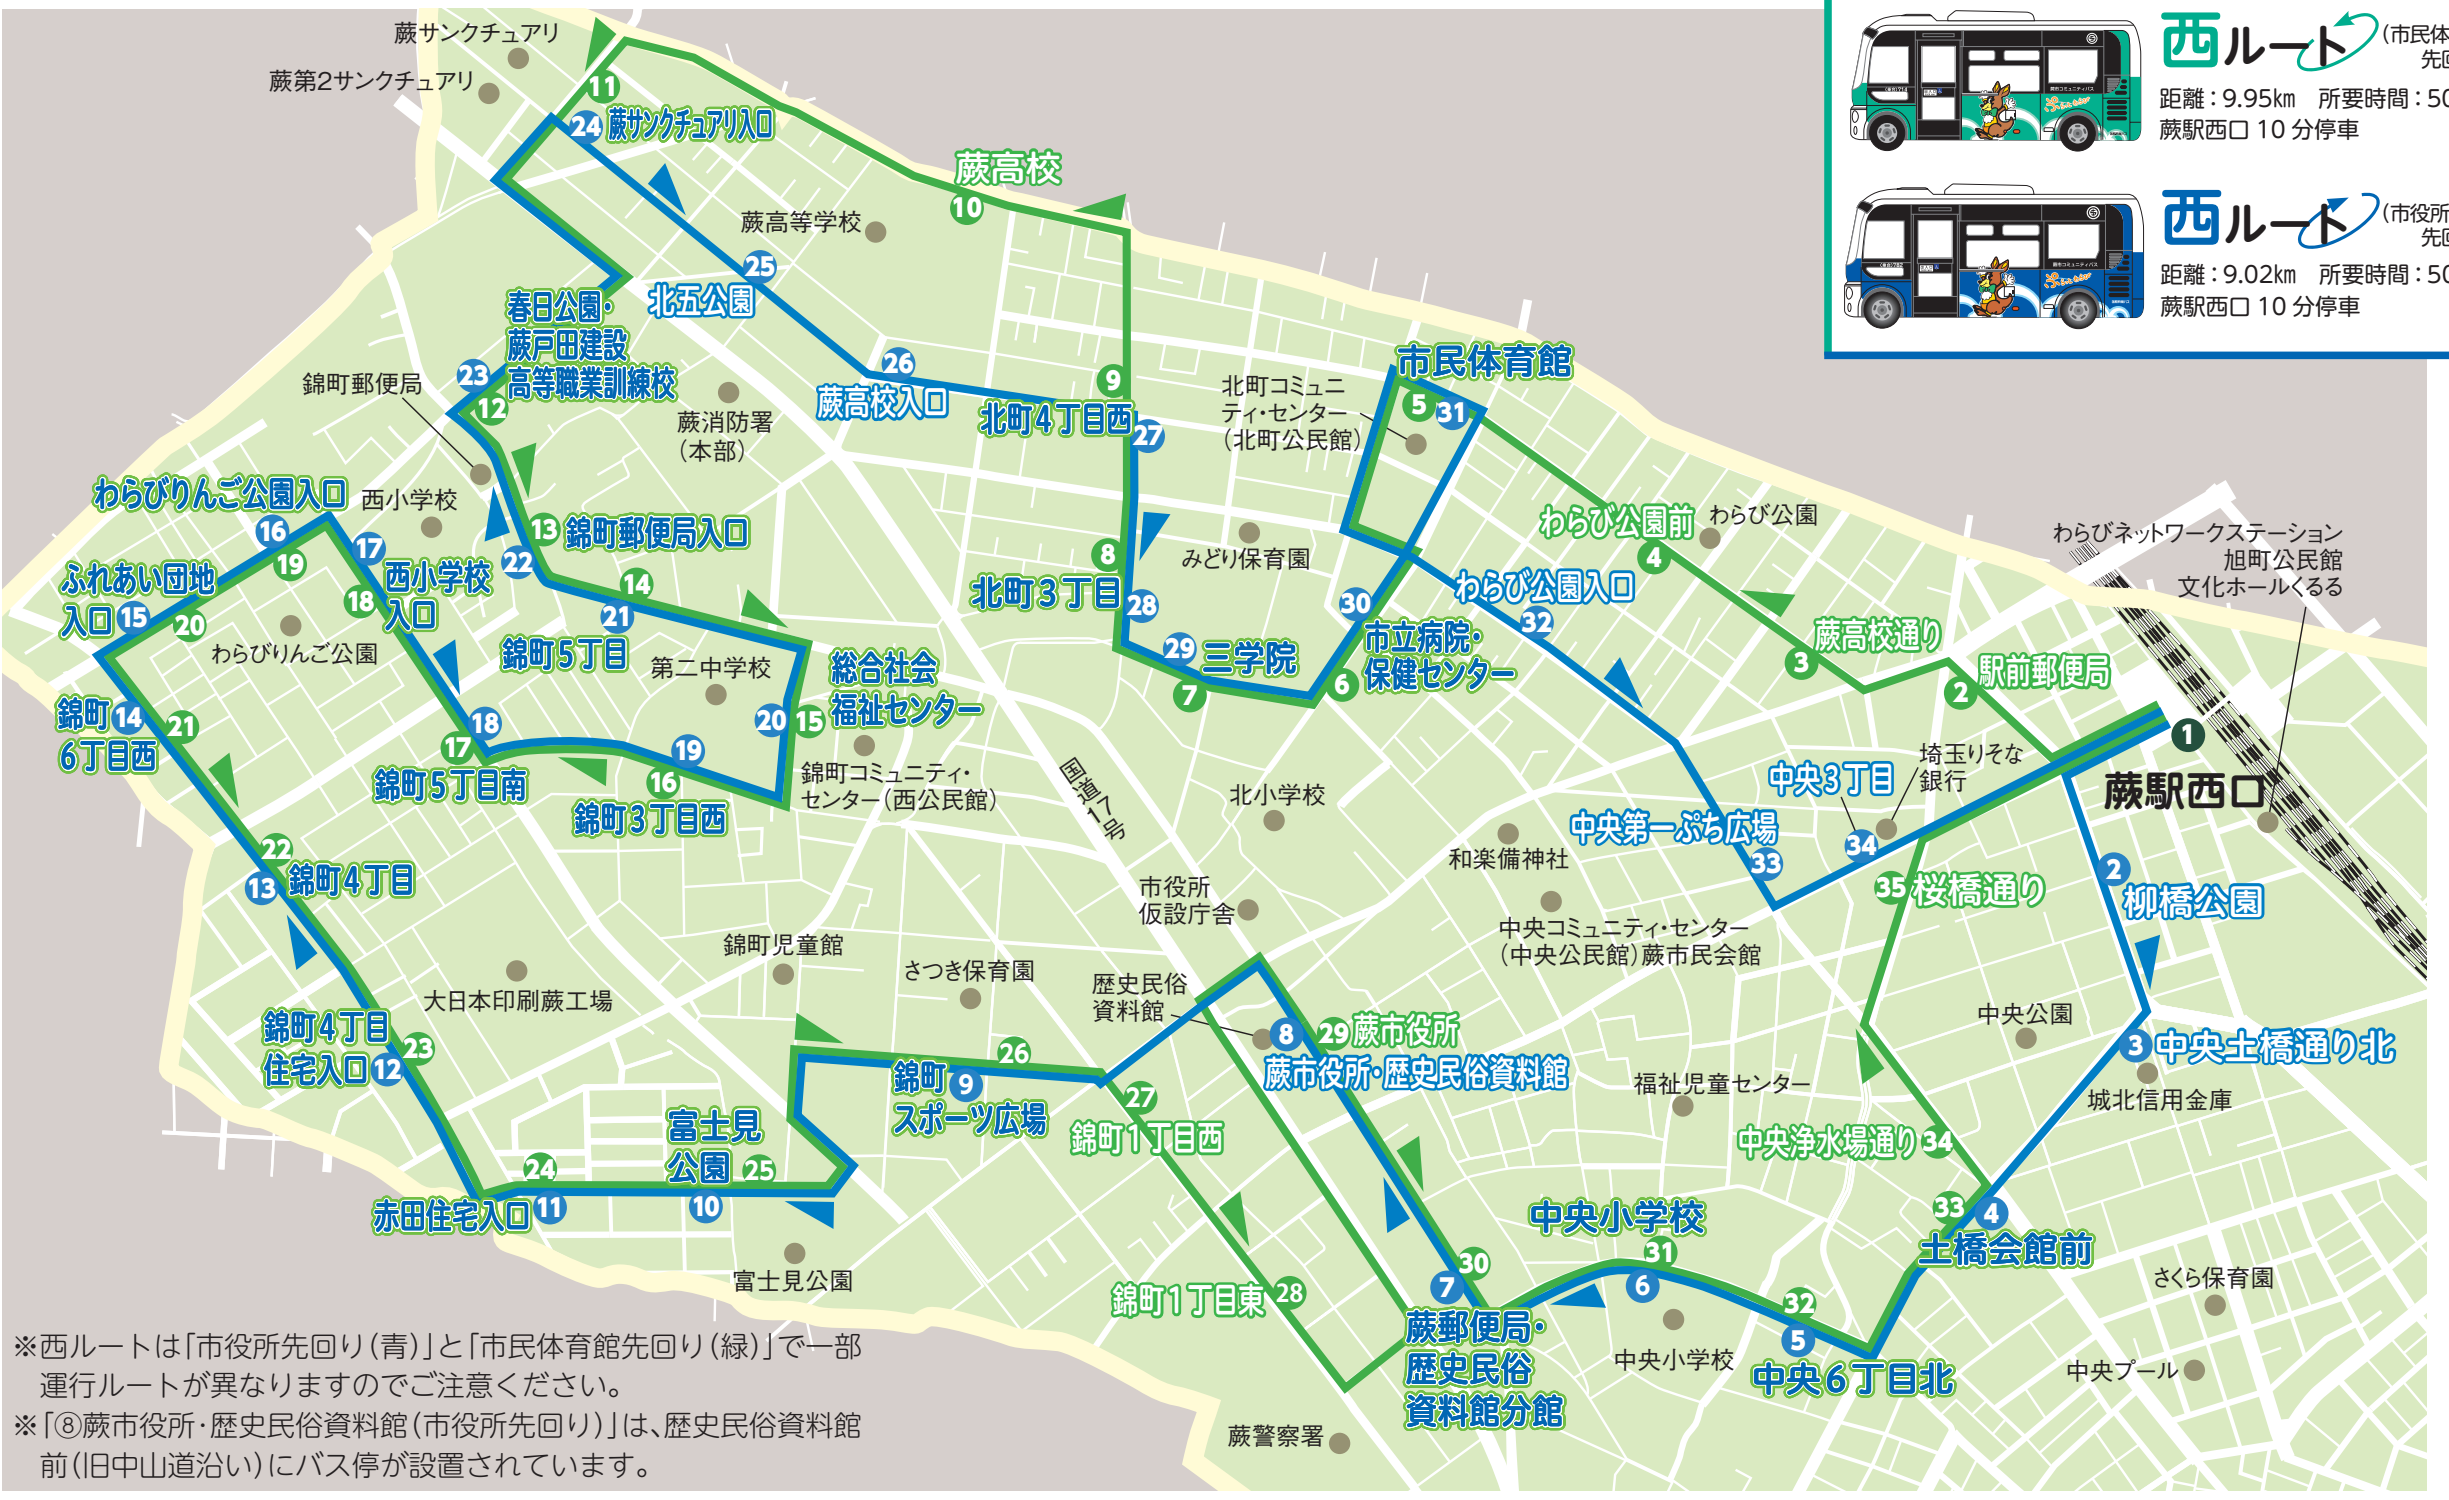 西ルート
(市民体
先回
距離：9.95km 所要時間：50
蕨駅西口 10 分停車
西ルート
(市役所
先回
距離：9.02km 所要時間：50
蕨駅西口 10 分停車
蕨サンクチュアリ
蕨第2サンクチュアリ
11
24 蕨サンクチュアリ入口
蕨高校
10
蕨高等学校
25
北五公園
春日公園・
蕨戸田建設
高等職業訓練校
23
12
錦町郵便局
蕨消防署
(本部)
26
蕨高校入口
9
北町4丁目西
27
市民体育館
5 31
北町コミュニ
ティ・センター
(北町公民館)
わらびりんご公園入口
16
19
西小学校
13 錦町郵便局入口
22
17
18
西小学校
入口
ふれあい団地
入口 15
20
わらびりんご公園
14
21
錦町5丁目
第二中学校
8
北町3丁目
28
みどり保育園
29 三学院
7
30
市立病院・
保健センター
6
わらび公園前
4
わらび公園
わらび公園入口
32
わらびネットワークステーション
旭町公民館
文化ホールくるる
蕨高校通り
3
駅前郵便局
2
1
蕨駅西口
錦町 14
6丁目西
21
18
17
錦町5丁目南
19
16
錦町3丁目西
20 15
総合社会
福祉センター
錦町コミュニティ・
センター(西公民館)
国道17号
北小学校
和楽備神社
中央第一ぷち広場
33
中央3丁目
34
埼玉りそな
銀行
22
13 錦町4丁目
市役所
仮設庁舎
中央コミュニティ・センター
(中央公民館)蕨市民会館
35 桜橋通り
2
柳橋公園
大日本印刷蕨工場
錦町児童館
さつき保育園
歴史民俗
資料館
8 29 蕨市役所
蕨市役所・歴史民俗資料館
中央公園
3 中央土橋通り北
城北信用金庫
錦町4丁目
住宅入口 12
23
26
錦町 9
スポーツ広場
27
錦町1丁目西
福祉児童センター
中央浄水場通り 34
富士見
公園 25
10
24
赤田住宅入口 11
富士見公園
錦町1丁目東 28
30
7
蕨郵便局・
歴史民俗
資料館分館
中央小学校
31
6
32
5
中央6丁目北
中央小学校
33
4
土橋会館前
さくら保育園
中央プール
蕨警察署
※西ルートは「市役所先回り(青)」と「市民体育館先回り(緑)」で一部
運行ルートが異なりますのでご注意ください。
※「⑧蕨市役所・歴史民俗資料館(市役所先回り)」は、歴史民俗資料館
前(旧中山道沿い)にバス停が設置されています。